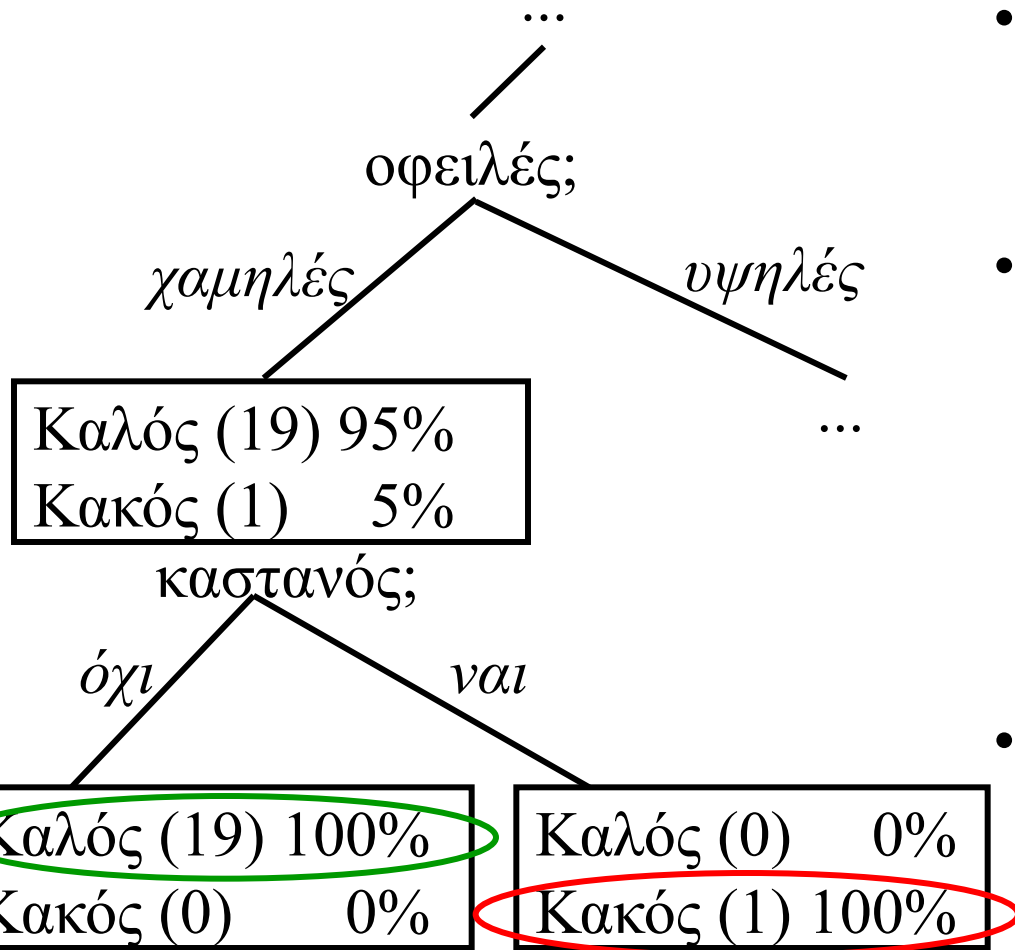 ...
οφειλές;
χαμηλές υψηλές
...
Καλός (19) 95%
Κακός (1) 5%
καστανός;
όχι ναι
Καλός (19) 100%
Κακός (0) 0%
Καλός (0) 0%
Κακός (1) 100%